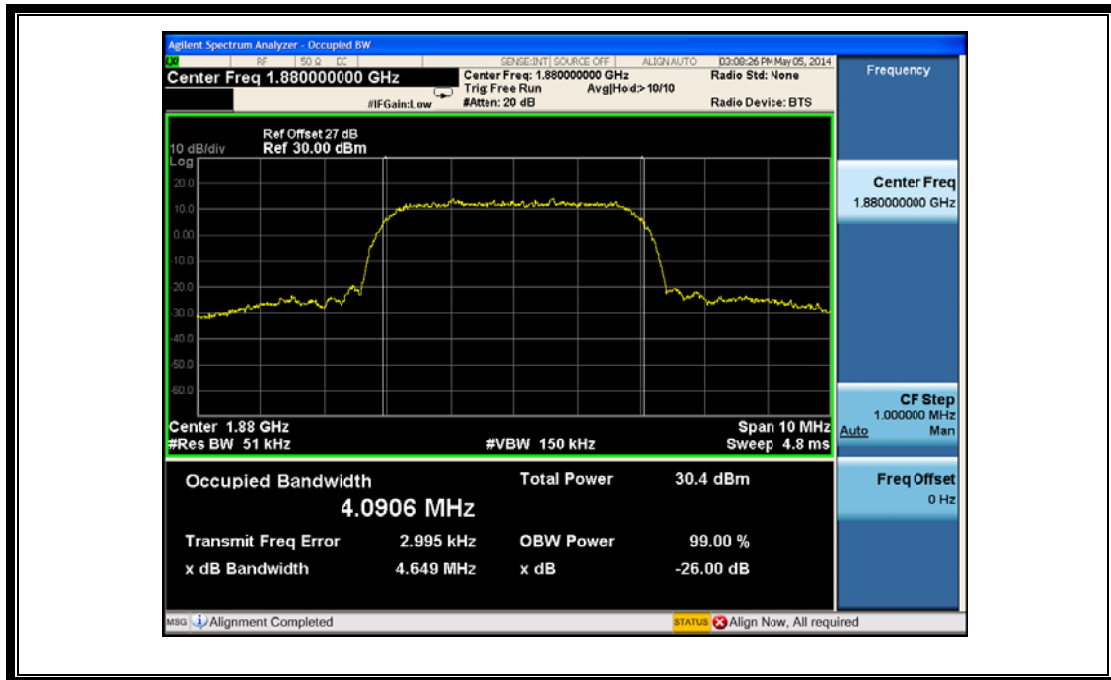 Agilent Spectrum Analyzer - Occupied BW
LXI RF 50 Ω DC SENSE:INT SOURCE OFF ALIGN AUTO 03:08:26 PM May 05, 2014
Center Freq 1.880000000 GHz
Center Freq: 1.880000000 GHz
Radio Std: None
Trig: Free Run Avg|Hold:> 10/10
#IFGain:Low #Atten: 20 dB Radio Device: BTS
Ref Offset 27 dB
10 dB/div Ref 30.00 dBm
Log
20.0
10.0
0.00
-10.0
-20.0
-30.0
-40.0
-50.0
-60.0
Center 1.88 GHz Span 10 MHz
#Res BW 51 kHz #VBW 150 kHz Sweep 4.8 ms
Occupied Bandwidth Total Power 30.4 dBm
4.0906 MHz
Transmit Freq Error 2.995 kHz OBW Power 99.00 %
x dB Bandwidth 4.649 MHz x dB -26.00 dB
Frequency
Center Freq
1.880000000 GHz
CF Step
1.000000 MHz
Auto Man
Freq Offset
0 Hz
MSG Alignment Completed STATUS Align Now, All required